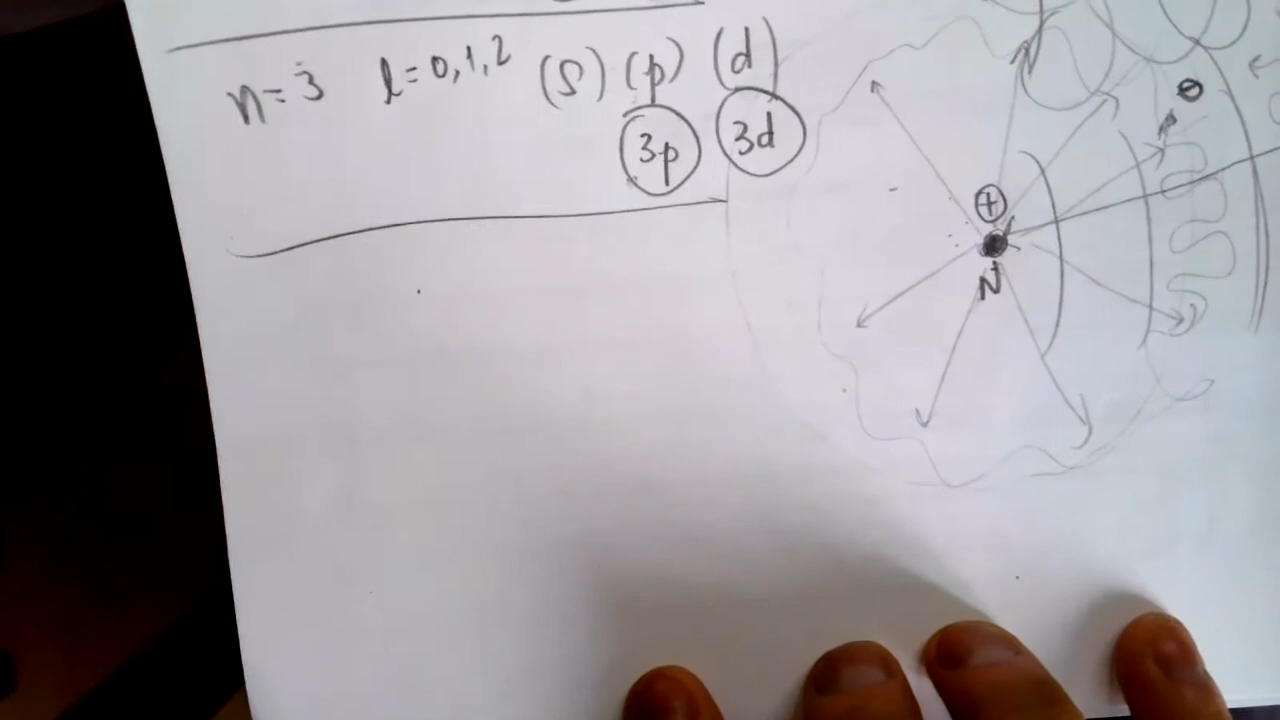 n=3 l=0,1,2 (s) (p) (d)
3p 3d
+
N